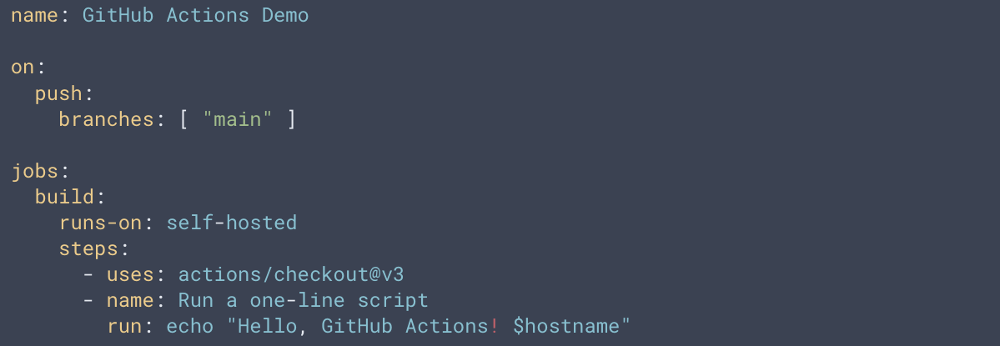 name: GitHub Actions Demo

on:
  push:
    branches: [ "main" ]

jobs:
  build:
    runs-on: self-hosted
    steps:
      - uses: actions/checkout@v3
      - name: Run a one-line script
        run: echo "Hello, GitHub Actions! $hostname"